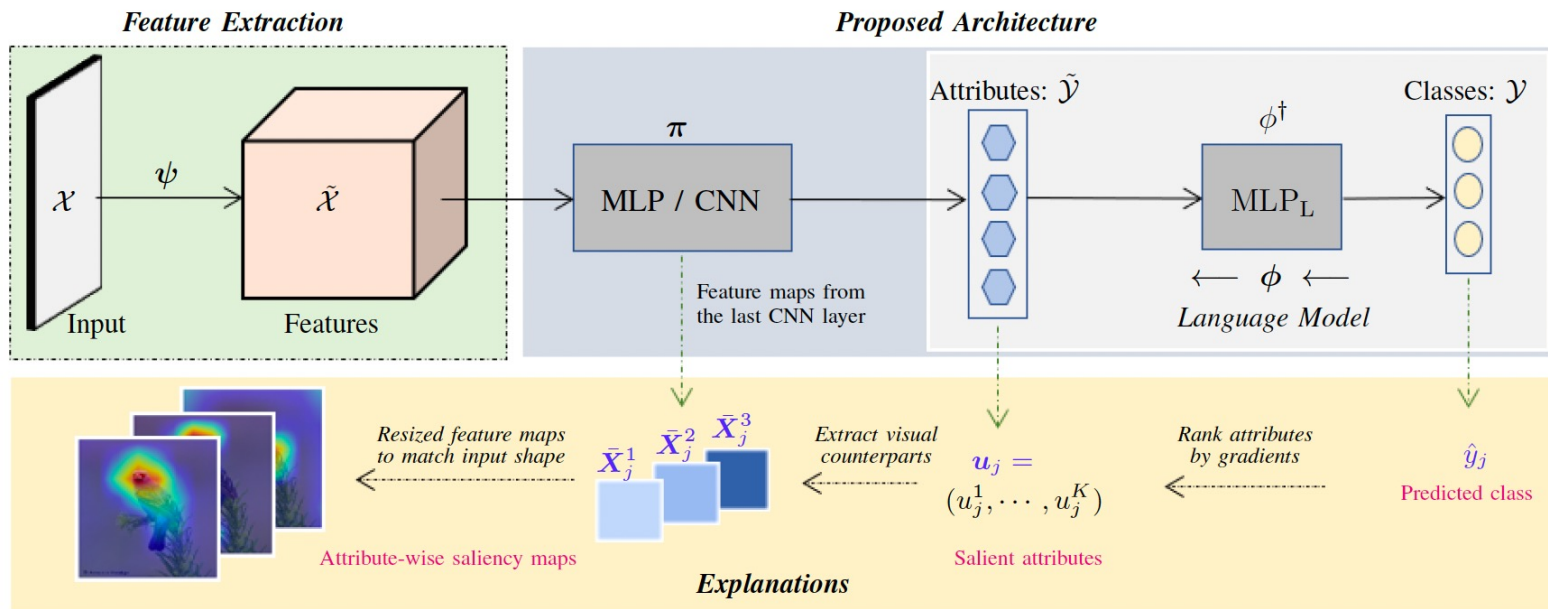 Feature Extraction
Proposed Architecture
𝒳
ψ
𝒳̃
Input
Features
π
MLP / CNN
Feature maps from
the last CNN layer
Attributes: 𝒴̃
ϕ†
MLP_L
← ϕ ←
Language Model
Classes: 𝒴
Resized feature maps
to match input shape
X̄_j^1
X̄_j^2
X̄_j^3
Attribute-wise saliency maps
Extract visual
counterparts
u_j =
(u_j^1, ⋯ , u_j^K)
Salient attributes
Rank attributes
by gradients
ŷ_j
Predicted class
Explanations